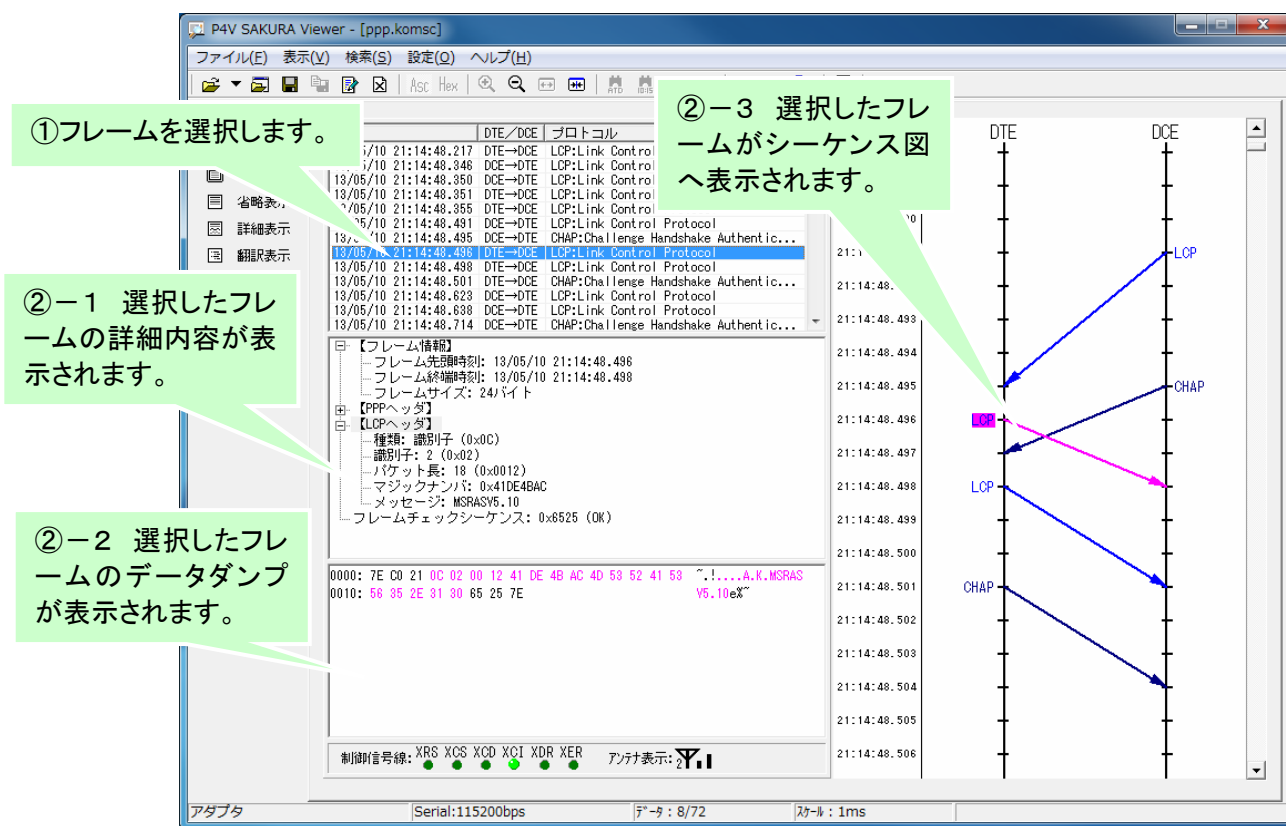 P4V SAKURA Viewer - [ppp.komsc]
ファイル(F) 表示(V) 検索(S) 設定(O) ヘルプ(H)
Asc Hex
①フレームを選択します。
②－３ 選択したフレ
ームがシーケンス図
へ表示されます。
②－１ 選択したフレ
ームの詳細内容が表
示されます。
②－２ 選択したフレ
ームのデータダンプ
が表示されます。
省略表示
詳細表示
翻訳表示
DTE／DCE プロトコル
05/10 21:14:48.217 DTE→DCE LCP:Link Control
21:14:48.346 DCE→DTE LCP:Link Control
13/05/10 21:14:48.350 DCE→DTE LCP:Link Control
13/05/10 21:14:48.351 DTE→DCE LCP:Link Control
21:14:48.355 DCE→DTE LCP:Link Control
21:14:48.491 DCE→DTE LCP:Link Control Protocol
21:14:48.495 DCE→DTE CHAP:Challenge Handshake Authentic...
13/05/10 21:14:48.496 DTE→DCE LCP:Link Control Protocol
13/05/10 21:14:48.498 DTE→DCE LCP:Link Control Protocol
13/05/10 21:14:48.501 DTE→DCE CHAP:Challenge Handshake Authentic...
13/05/10 21:14:48.623 DCE→DTE LCP:Link Control Protocol
13/05/10 21:14:48.638 DCE→DTE LCP:Link Control Protocol
13/05/10 21:14:48.714 DCE→DTE CHAP:Challenge Handshake Authentic...
【フレーム情報】
フレーム先頭時刻: 13/05/10 21:14:48.496
フレーム終端時刻: 13/05/10 21:14:48.498
フレームサイズ: 24バイト
【PPPヘッダ】
【LCPヘッダ】
種類: 識別子 (0x0C)
識別子: 2 (0x02)
パケット長: 18 (0x0012)
マジックナンバ: 0x41DE4BAC
メッセージ: MSRASV5.10
フレームチェックシーケンス: 0x6525 (OK)
0000: 7E C0 21 0C 02 00 12 41 DE 4B AC 4D 53 52 41 53 ~.!....A.K.MSRAS
0010: 56 35 2E 31 30 65 25 7E V5.10e%~
制御信号線: XRS XCS XCD XCI XDR XER アンテナ表示: 2
DTE DCE
LCP
21:14:48.
21:14:48.493
21:14:48.494
21:14:48.495 CHAP
21:14:48.496 LCP
21:14:48.497
21:14:48.498 LCP
21:14:48.499
21:14:48.500
21:14:48.501 CHAP
21:14:48.502
21:14:48.503
21:14:48.504
21:14:48.505
21:14:48.506
アダプタ Serial:115200bps ﾃﾞｰﾀ : 8/72 ｽｹｰﾙ : 1ms